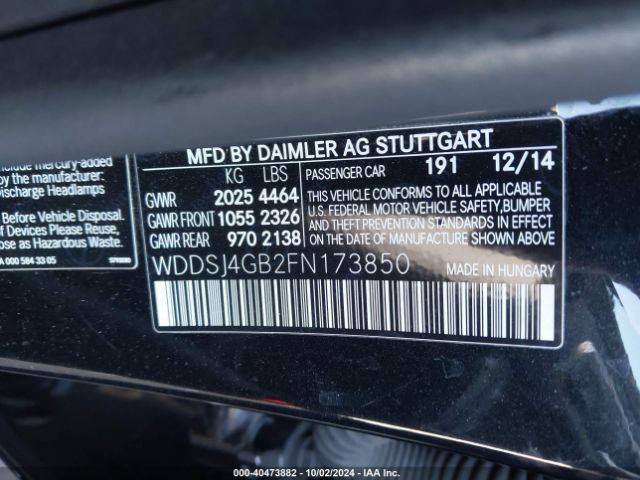 include mercury-added
by the manufacturer:
Discharge Headlamps
Before Vehicle Disposal.
of Devices Please
ose as Hazardous Waste.
A 000 584 33 05
MFD BY DAIMLER AG STUTTGART
KG LBS PASSENGER CAR 191 12/14
GVWR 2025 4464
GAWR FRONT 1055 2326
GAWR REAR 970 2138
THIS VEHICLE CONFORMS TO ALL APPLICABLE
U.S. FEDERAL MOTOR VEHICLE SAFETY,BUMPER
AND THEFT PREVENTION STANDARDS IN EFFECT
ON THE DATE OF MANUFACTURE SHOWN ABOVE
WDDSJ4GB2FN173850 MADE IN HUNGARY
000-40473882 - 10/02/2024 - IAA Inc.